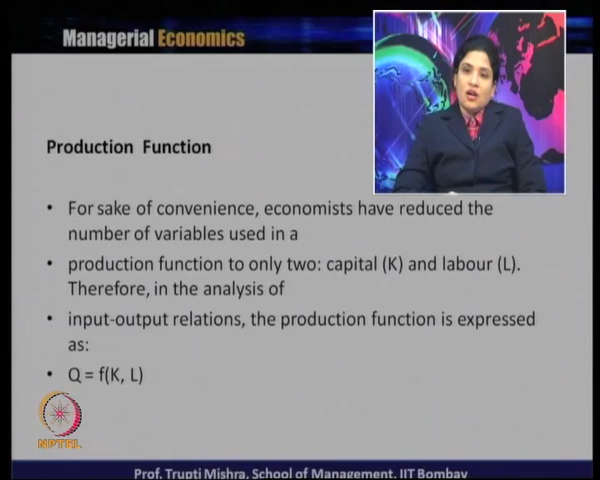 Managerial Economics
Production Function
• For sake of convenience, economists have reduced the
number of variables used in a
• production function to only two: capital (K) and labour (L).
Therefore, in the analysis of
• input-output relations, the production function is expressed
as:
• Q = f(K, L)
NPTEL
Prof. Trupti Mishra, School of Management, IIT Bombay